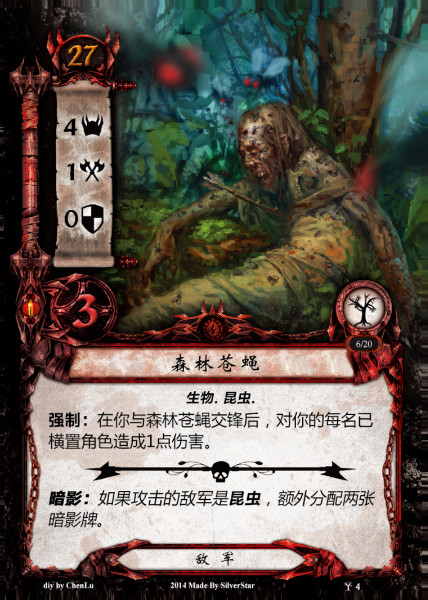 27
4
1
0
3
6/20
森林苍蝇
生物. 昆虫.
强制：在你与森林苍蝇交锋后，对你的每名已
横置角色造成1点伤害。
暗影：如果攻击的敌军是昆虫，额外分配两张
暗影牌。
敌军
diy by ChenLu 2014 Made By SilverStar 4